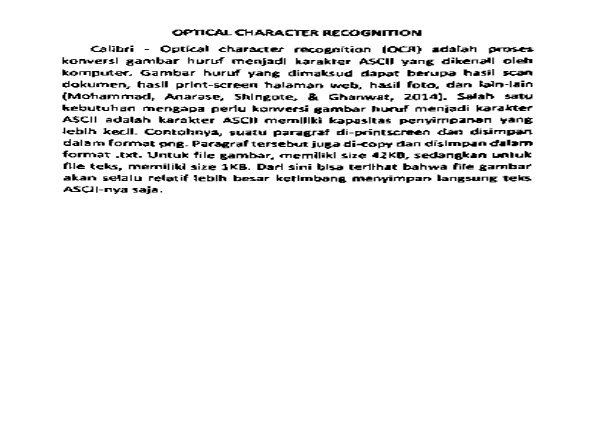 OPTICAL CHARACTER RECOGNITION
Calibri - Optical character recognition (OCR) adalah proses
konversi gambar huruf menjadi karakter ASCII yang dikenali oleh
komputer. Gambar huruf yang dimaksud dapat berupa hasil scan
dokumen, hasil print-screen halaman web, hasil foto, dan lain-lain
(Mohammad, Anarase, Shingote, & Ghanwat, 2014). Salah satu
kebutuhan mengapa perlu konversi gambar huruf menjadi karakter
ASCII adalah karakter ASCII memiliki kapasitas penyimpanan yang
lebih kecil. Contohnya, suatu paragraf di-printscreen dan disimpan
dalam format png. Paragraf tersebut juga di-copy dan disimpan dalam
format .txt. Untuk file gambar, memiliki size 42KB, sedangkan untuk
file teks, memiliki size 1KB. Dari sini bisa terlihat bahwa file gambar
akan selalu relatif lebih besar ketimbang menyimpan langsung teks
ASCII-nya saja.